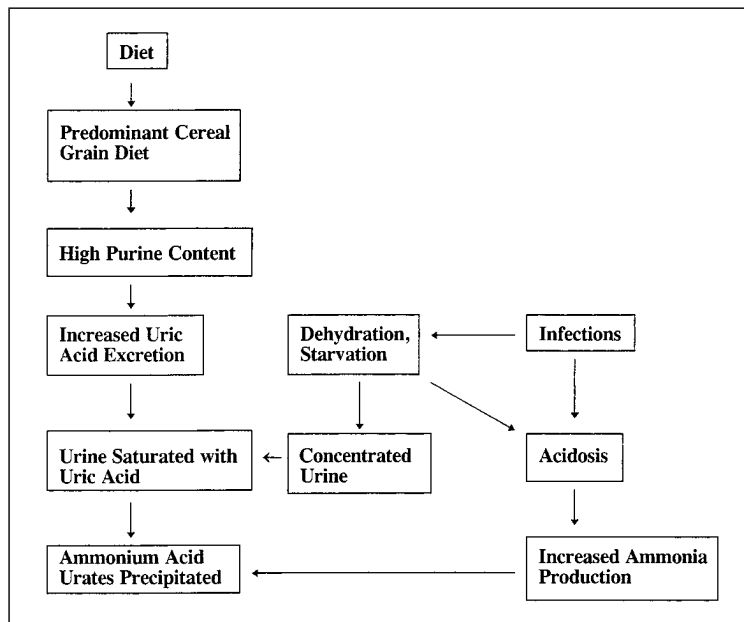 Diet
Predominant Cereal
Grain Diet
High Purine Content
Increased Uric
Acid Excretion
Dehydration,
Starvation
Infections
Urine Saturated with
Uric Acid
Concentrated
Urine
Acidosis
Ammonium Acid
Urates Precipitated
Increased Ammonia
Production